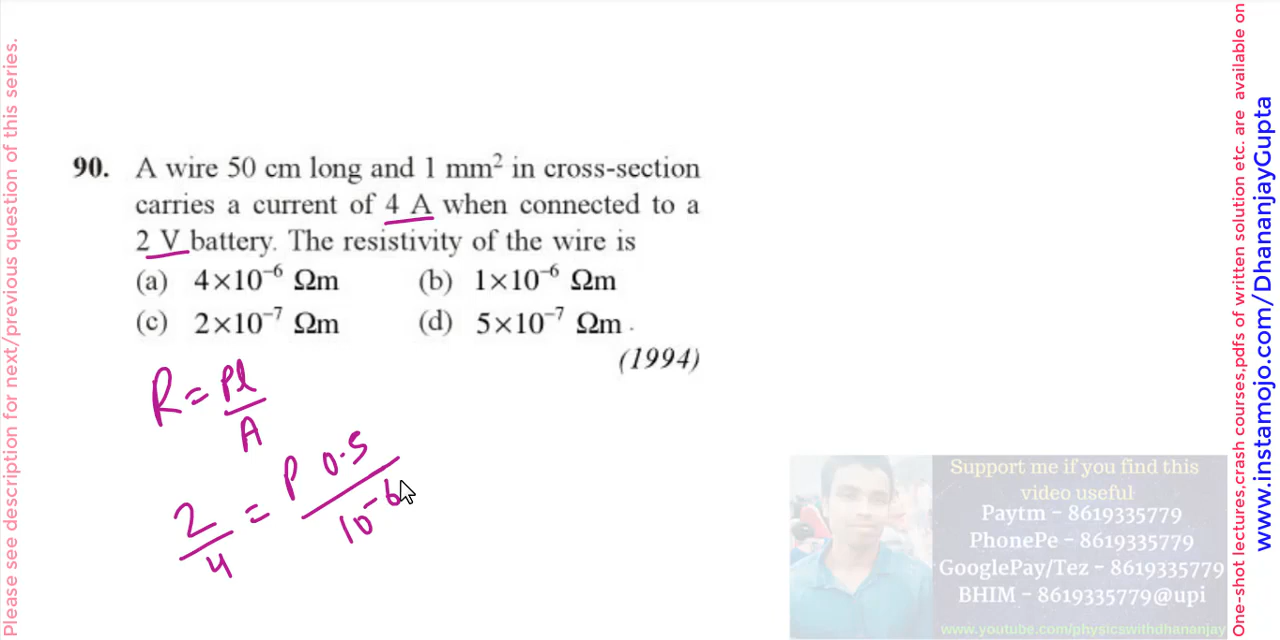 Please see description for next/previous question of this series.
90. A wire 50 cm long and 1 mm² in cross-section
carries a current of 4 A when connected to a
2 V battery. The resistivity of the wire is
(a) 4×10⁻⁶ Ωm (b) 1×10⁻⁶ Ωm
(c) 2×10⁻⁷ Ωm (d) 5×10⁻⁷ Ωm .
(1994)
R = ρl/A
2/4 = ρ 0.5/10⁻⁶
Support me if you find this
video useful
Paytm - 8619335779
PhonePe - 8619335779
GooglePay/Tez - 8619335779
BHIM - 8619335779@upi
www.youtube.com/physicswithdhananjay
One-shot lectures,crash courses,pdfs of written solution etc. are available on
www.instamojo.com/DhananjayGupta